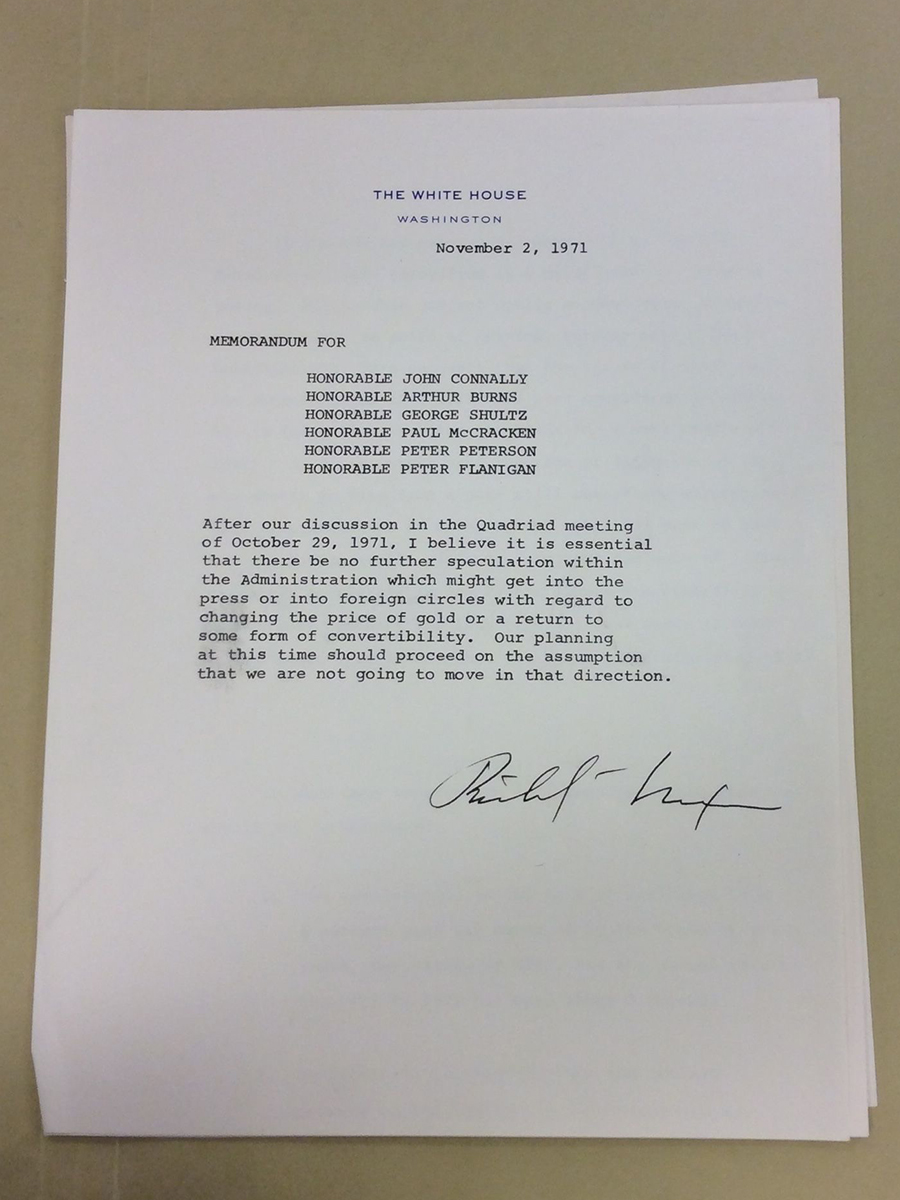 THE WHITE HOUSE
WASHINGTON
November 2, 1971
MEMORANDUM FOR
HONORABLE JOHN CONNALLY
HONORABLE ARTHUR BURNS
HONORABLE GEORGE SHULTZ
HONORABLE PAUL McCRACKEN
HONORABLE PETER PETERSON
HONORABLE PETER FLANIGAN
After our discussion in the Quadriad meeting
of October 29, 1971, I believe it is essential
that there be no further speculation within
the Administration which might get into the
press or into foreign circles with regard to
changing the price of gold or a return to
some form of convertibility. Our planning
at this time should proceed on the assumption
that we are not going to move in that direction.
Richard Nixon